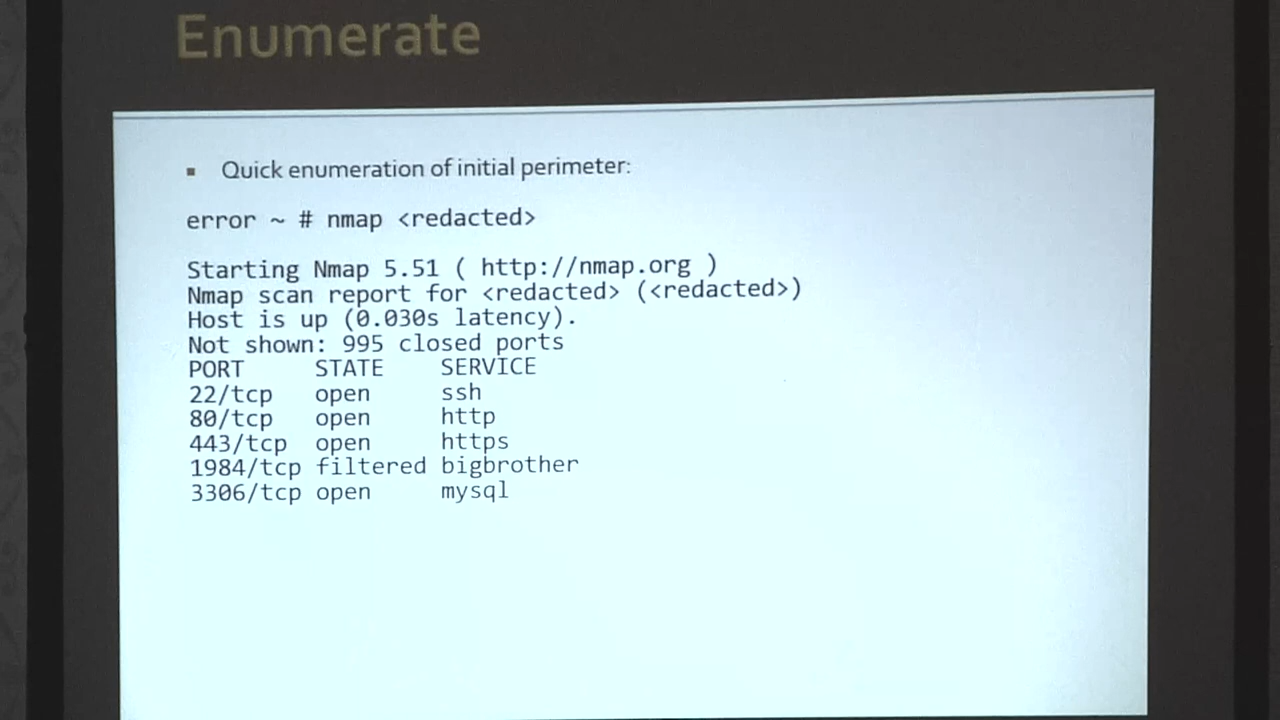 Enumerate
▪ Quick enumeration of initial perimeter:
error ~ # nmap <redacted>
Starting Nmap 5.51 ( http://nmap.org )
Nmap scan report for <redacted> (<redacted>)
Host is up (0.030s latency).
Not shown: 995 closed ports
PORT STATE SERVICE
22/tcp open ssh
80/tcp open http
443/tcp open https
1984/tcp filtered bigbrother
3306/tcp open mysql